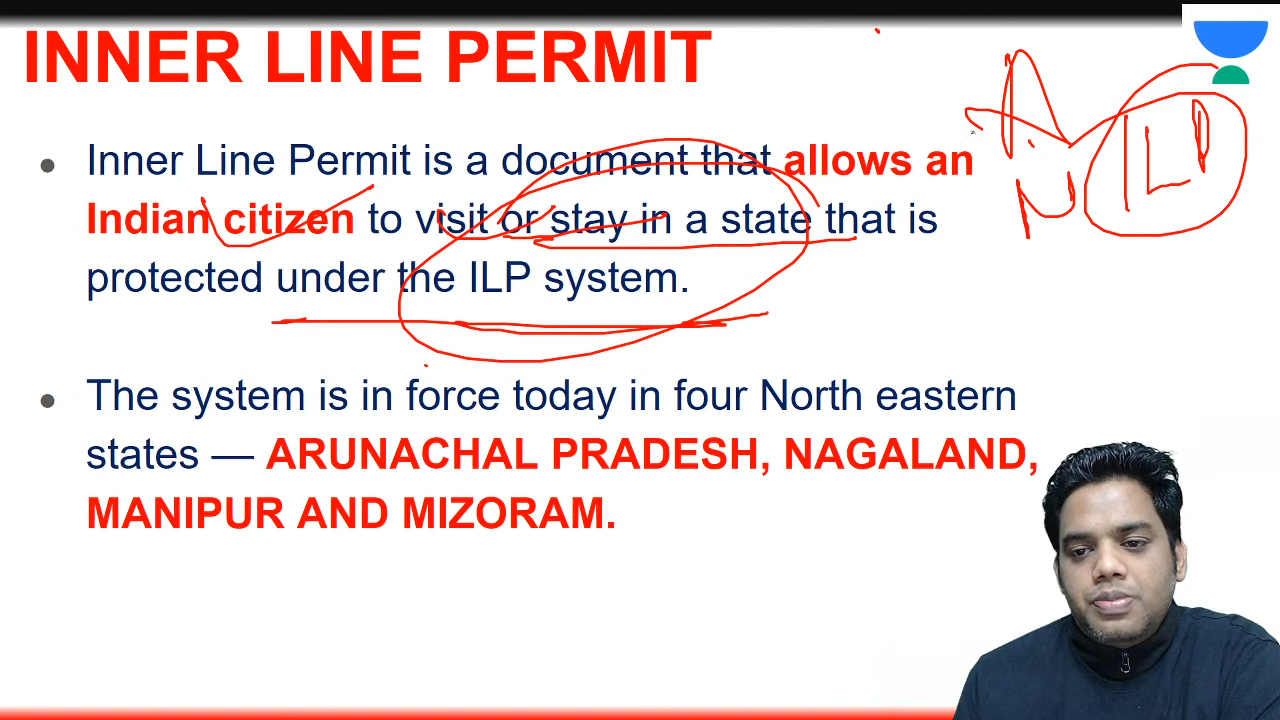 INNER LINE PERMIT
A
ILP
N
• Inner Line Permit is a document that allows an
Indian citizen to visit or stay in a state that is
protected under the ILP system.
• The system is in force today in four North eastern
states — ARUNACHAL PRADESH, NAGALAND,
MANIPUR AND MIZORAM.